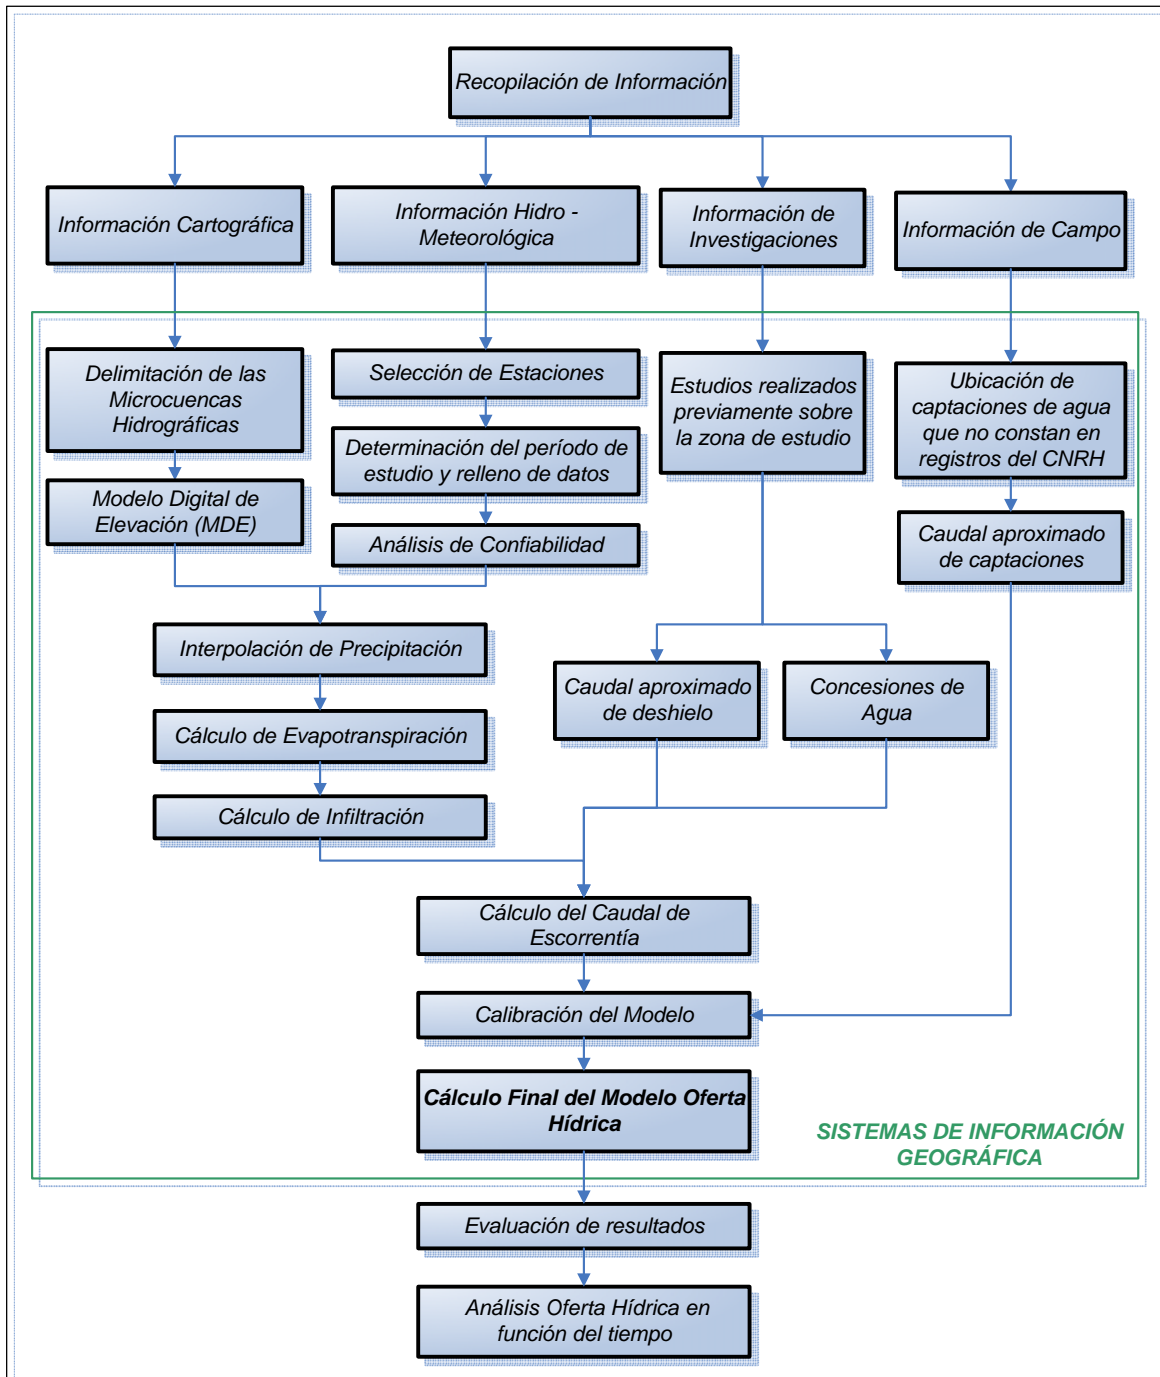 Recopilación de Información
Información Cartográfica
Información Hidro -
Meteorológica
Información de
Investigaciones
Información de Campo
Delimitación de las
Microcuencas
Hidrográficas
Modelo Digital de
Elevación (MDE)
Selección de Estaciones
Determinación del período de
estudio y relleno de datos
Análisis de Confiabilidad
Estudios realizados
previamente sobre
la zona de estudio
Ubicación de
captaciones de agua
que no constan en
registros del CNRH
Caudal aproximado
de captaciones
Interpolación de Precipitación
Cálculo de Evapotranspiración
Cálculo de Infiltración
Caudal aproximado
de deshielo
Concesiones de
Agua
Cálculo del Caudal de
Escorrentía
Calibración del Modelo
Cálculo Final del Modelo Oferta
Hídrica
SISTEMAS DE INFORMACIÓN
GEOGRÁFICA
Evaluación de resultados
Análisis Oferta Hídrica en
función del tiempo